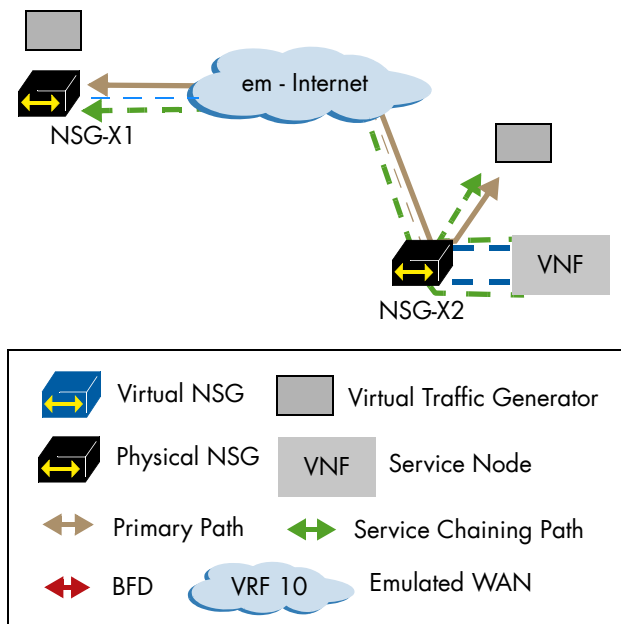 em - Internet
NSG-X1
VNF
NSG-X2
Virtual NSG
Virtual Traffic Generator
Physical NSG
VNF
Service Node
Primary Path
Service Chaining Path
BFD
VRF 10
Emulated WAN